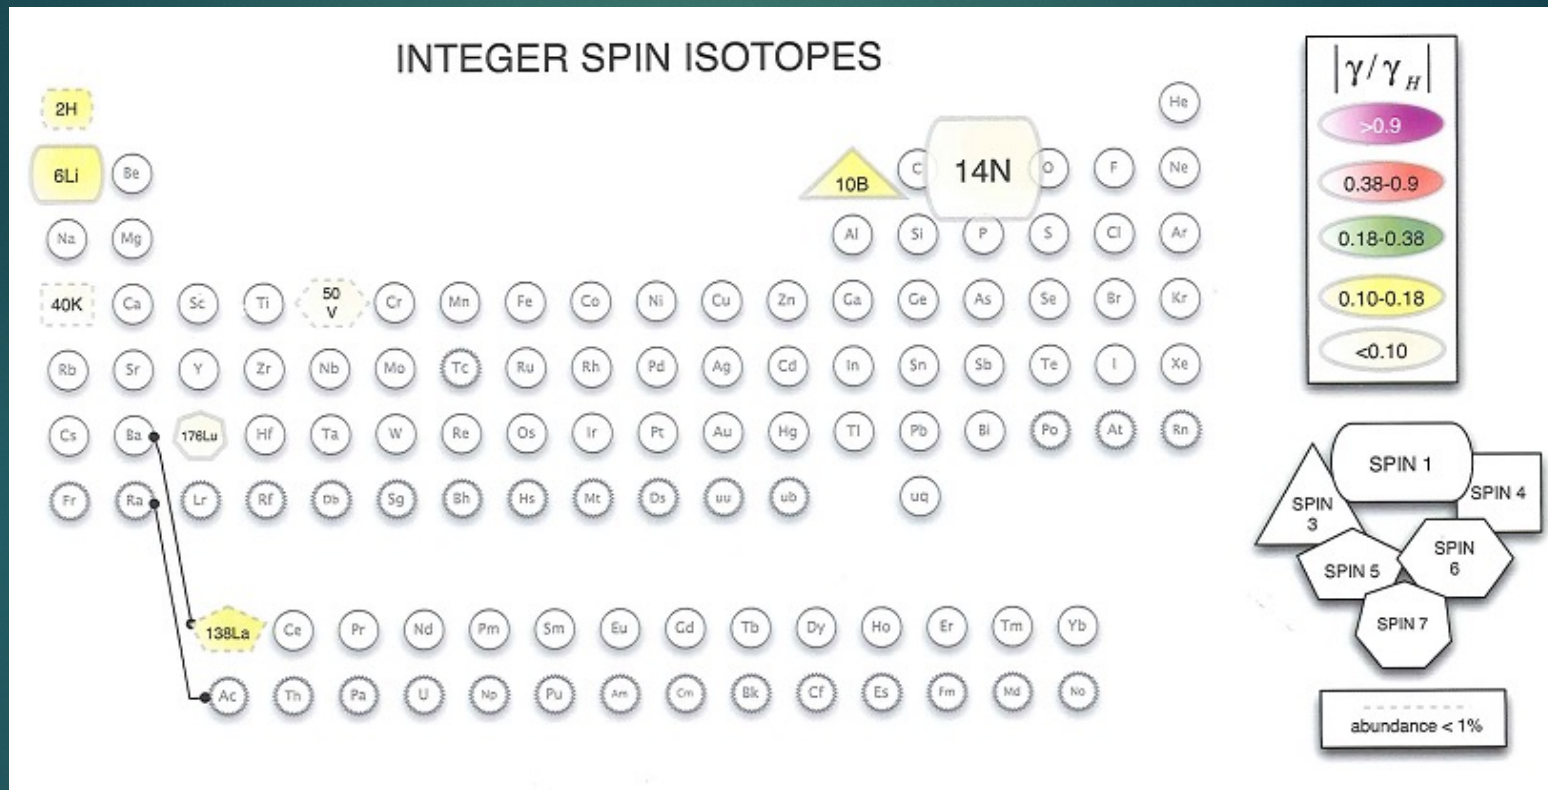 INTEGER SPIN ISOTOPES
|γ/γH|
2H He >0.9
6Li Be 10B C 14N O F Ne 0.38-0.9
Na Mg Al Si P S Cl Ar 0.18-0.38
40K Ca Sc Ti 50 V Cr Mn Fe Co Ni Cu Zn Ga Ge As Se Br Kr 0.10-0.18
<0.10
Rb Sr Y Zr Nb Mo Tc Ru Rh Pd Ag Cd In Sn Sb Te I Xe
Cs Ba 176Lu Hf Ta W Re Os Ir Pt Au Hg Tl Pb Bi Po At Rn
Fr Ra Lr Rf Db Sg Bh Hs Mt Ds uu ub uq
138La Ce Pr Nd Pm Sm Eu Gd Tb Dy Ho Er Tm Yb
Ac Th Pa U Np Pu Am Cm Bk Cf Es Fm Md No
SPIN 1
SPIN
3
SPIN 4
SPIN 5
SPIN
6
SPIN 7
abundance < 1%